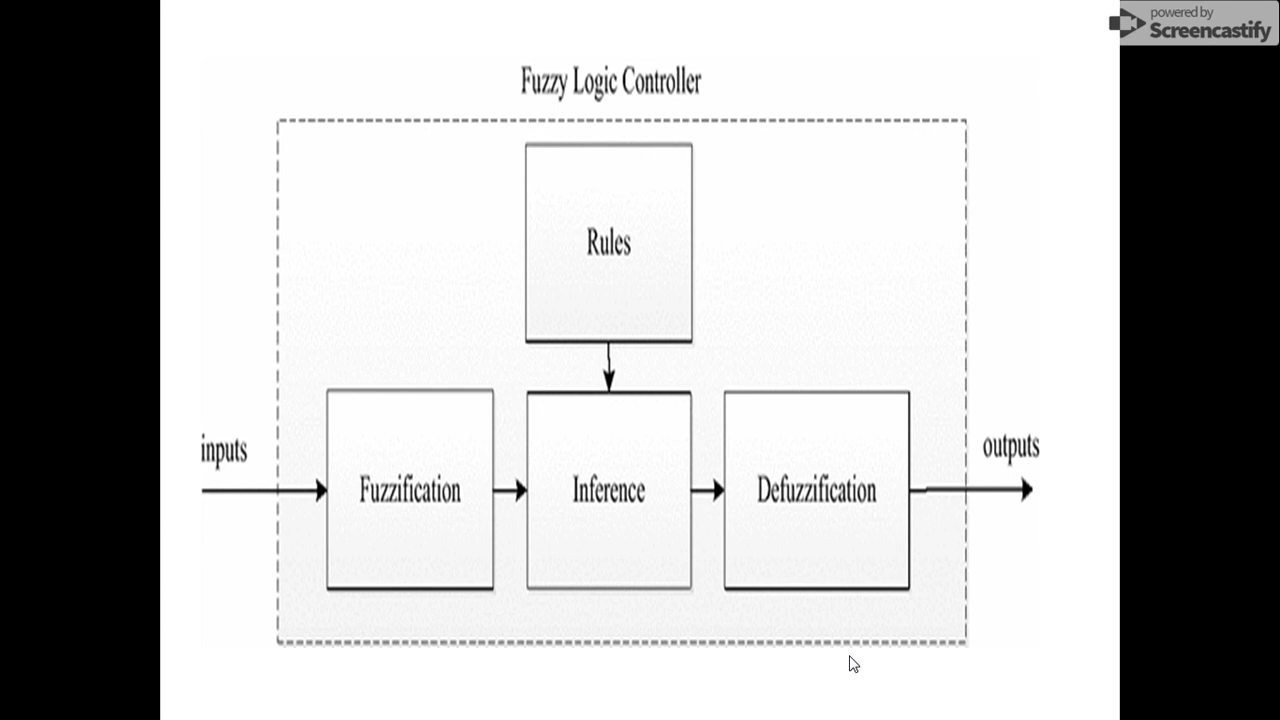 powered by
Screencastify
Fuzzy Logic Controller
Rules
inputs
Fuzzification
Inference
Defuzzification
outputs